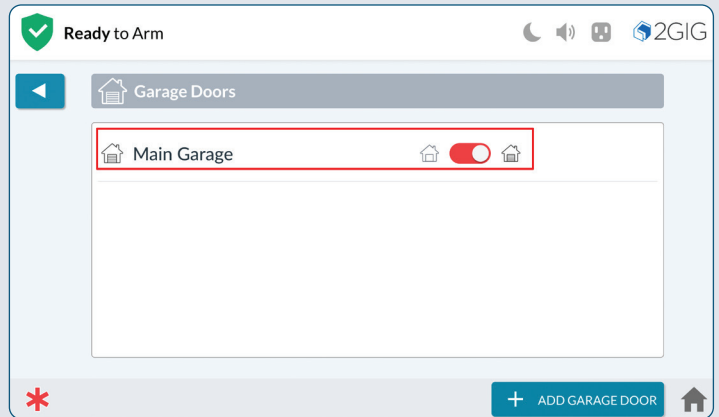 Ready to Arm
2GIG
Garage Doors
Main Garage
+ ADD GARAGE DOOR